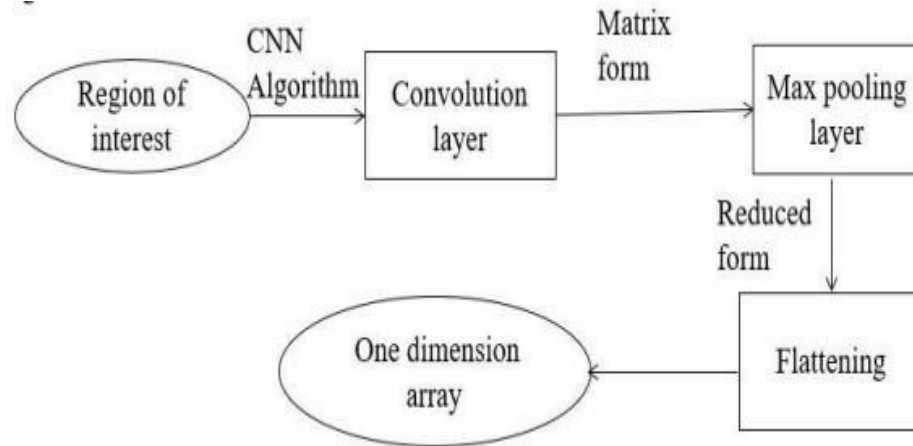 Region of
interest
CNN
Algorithm
Convolution
layer
Matrix
form
Max pooling
layer
Reduced
form
Flattening
One dimension
array